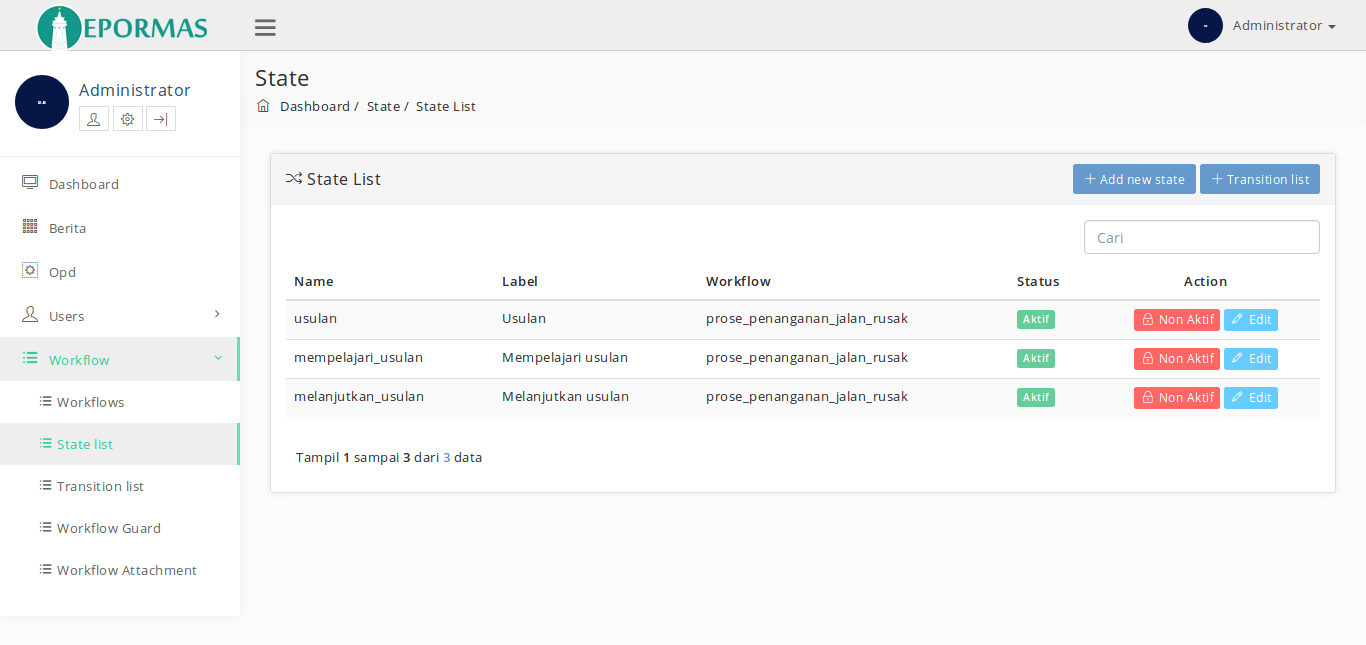 EPORMAS
Administrator
Administrator
Dashboard
Berita
Opd
Users
Workflow
Workflows
State list
Transition list
Workflow Guard
Workflow Attachment
State
Dashboard / State / State List
State List
Add new state
Transition list
Cari
Name Label Workflow Status Action
usulan Usulan prose_penanganan_jalan_rusak Aktif Non Aktif Edit
mempelajari_usulan Mempelajari usulan prose_penanganan_jalan_rusak Aktif Non Aktif Edit
melanjutkan_usulan Melanjutkan usulan prose_penanganan_jalan_rusak Aktif Non Aktif Edit
Tampil 1 sampai 3 dari 3 data